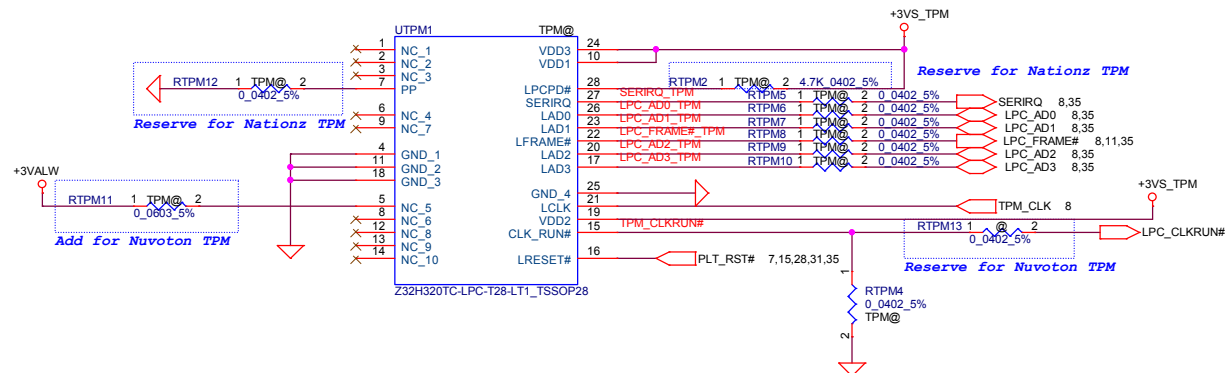 +3VS_TPM
UTPM1 TPM@
1 NC_1 VDD3 24
2 NC_2 VDD1 10
3 NC_3
Reserve for Nationz TPM
RTPM12 1 TPM@ 2 7 PP LPCPD# 28 RTPM2 1 TPM@ 2 4.7K_0402_5%
0_0402_5% SERIRQ 27 SERIRQ_TPM RTPM5 1 TPM@ 2 0_0402_5% SERIRQ 8,35
6 NC_4 LAD0 26 LPC_AD0_TPM RTPM6 1 TPM@ 2 0_0402_5% LPC_AD0 8,35
Reserve for Nationz TPM
9 NC_7 LAD1 23 LPC_AD1_TPM RTPM7 1 TPM@ 2 0_0402_5% LPC_AD1 8,35
LFRAME# 22 LPC_FRAME#_TPM RTPM8 1 TPM@ 2 0_0402_5% LPC_FRAME# 8,11,35
4 GND_1 LAD2 20 LPC_AD2_TPM RTPM9 1 TPM@ 2 0_0402_5% LPC_AD2 8,35
11 GND_2 LAD3 17 LPC_AD3_TPM RTPM10 1 TPM@ 2 0_0402_5% LPC_AD3 8,35
18 GND_3
+3VALW
GND_4 25
+3VS_TPM
RTPM11 1 TPM@ 2 5 NC_5 LCLK 21 TPM_CLK 8
0_0603_5% 8 NC_6 VDD2 19
12 NC_8 CLK_RUN# 15 TPM_CLKRUN# RTPM13 1 @ 2 LPC_CLKRUN#
0_0402_5%
Add for Nuvoton TPM
13 NC_9
14 NC_10 LRESET# 16 PLT_RST# 7,15,28,31,35
Reserve for Nuvoton TPM
Z32H320TC-LPC-T28-LT1_TSSOP28
1
RTPM4
0_0402_5%
TPM@
2